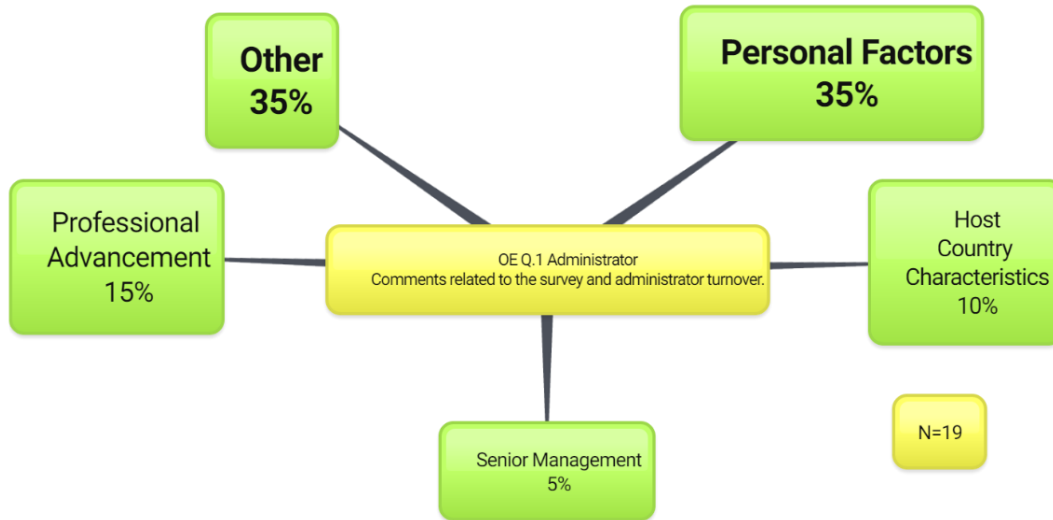 Other
35%
Personal Factors
35%
Professional
Advancement
15%
OE Q.1 Administrator
Comments related to the survey and administrator turnover.
Host
Country
Characteristics
10%
Senior Management
5%
N=19